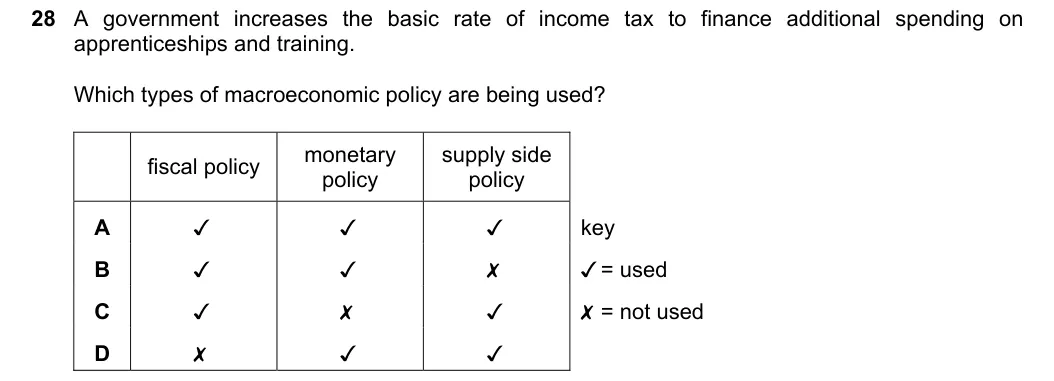 28 A government increases the basic rate of income tax to finance additional spending on
apprenticeships and training.
Which types of macroeconomic policy are being used?
fiscal policy monetary policy supply side policy
A ✓ ✓ ✓ key
B ✓ ✓ ✗ ✓ = used
C ✓ ✗ ✓ ✗ = not used
D ✗ ✓ ✓